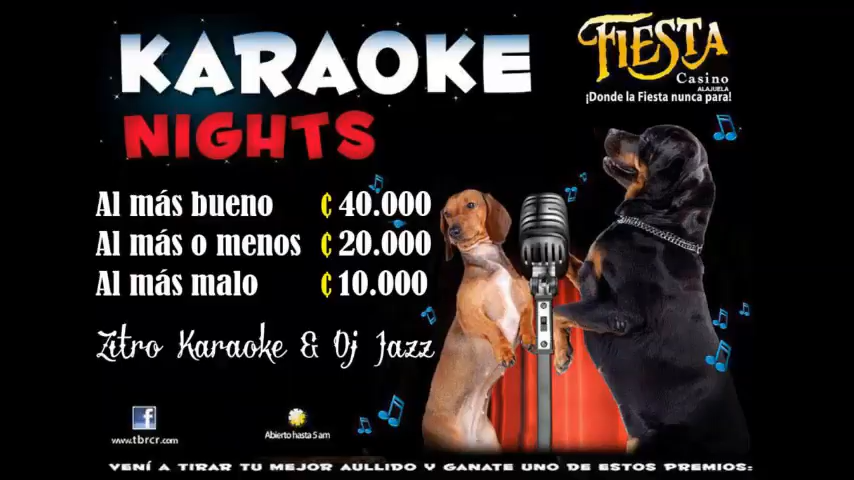 KARAOKE
NIGHTS
FIESTA
Casino
ALAJUELA
¡Donde la Fiesta nunca para!
Al más bueno ₡ 40.000
Al más o menos ₡ 20.000
Al más malo ₡ 10.000
Zitro Karaoke & Dj Jazz
www.tbrcr.com
Abierto hasta 5 am
VENÍ A TIRAR TU MEJOR AULLIDO Y GANATE UNO DE ESTOS PREMIOS: